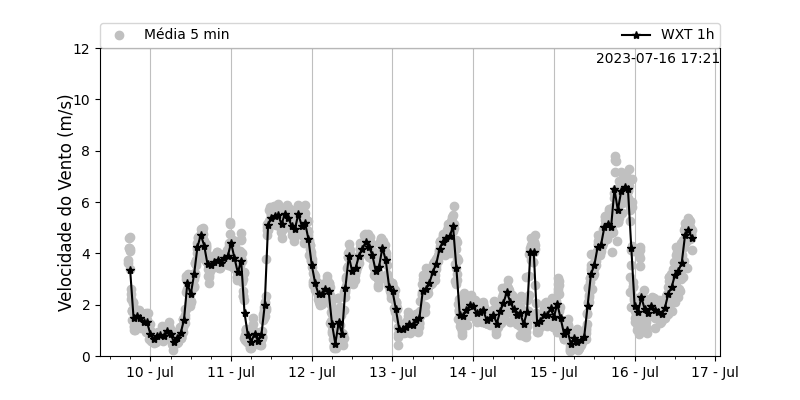 Média 5 min
WXT 1h
2023-07-16 17:21
Velocidade do Vento (m/s)
12
10
8
6
4
2
0
10 - Jul 11 - Jul 12 - Jul 13 - Jul 14 - Jul 15 - Jul 16 - Jul 17 - Jul